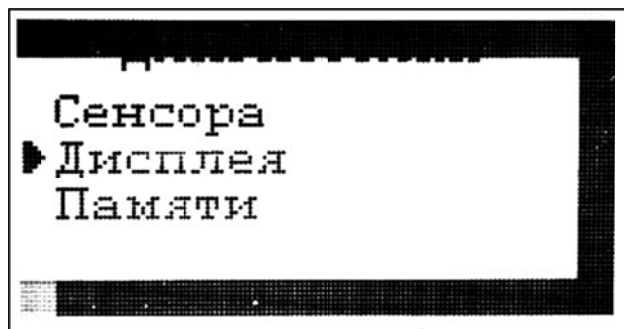 Сенсора
Дисплея
Памяти